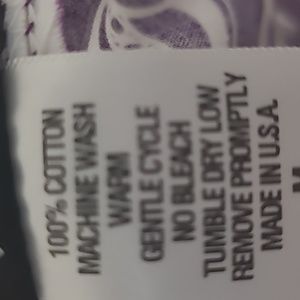 100% COTTON
MACHINE WASH
WARM
GENTLE CYCLE
NO BLEACH
TUMBLE DRY LOW
REMOVE PROMPTLY
MADE IN U.S.A.